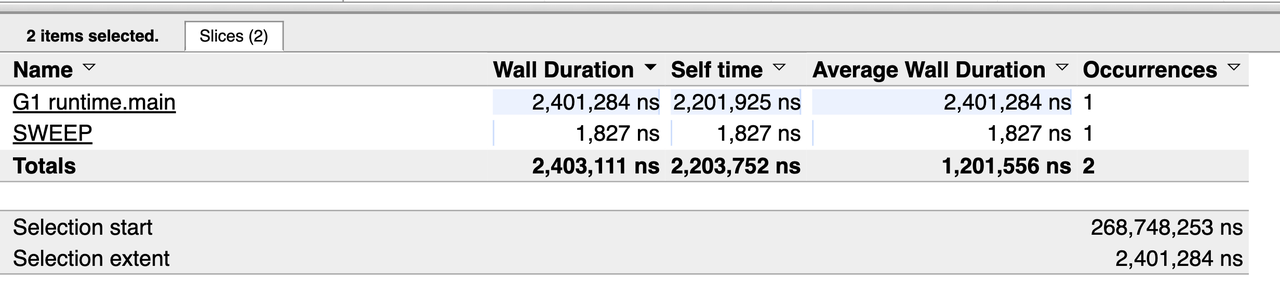 2 items selected. Slices (2)
Name Wall Duration Self time Average Wall Duration Occurrences
G1 runtime.main 2,401,284 ns 2,201,925 ns 2,401,284 ns 1
SWEEP 1,827 ns 1,827 ns 1,827 ns 1
Totals 2,403,111 ns 2,203,752 ns 1,201,556 ns 2
Selection start 268,748,253 ns
Selection extent 2,401,284 ns